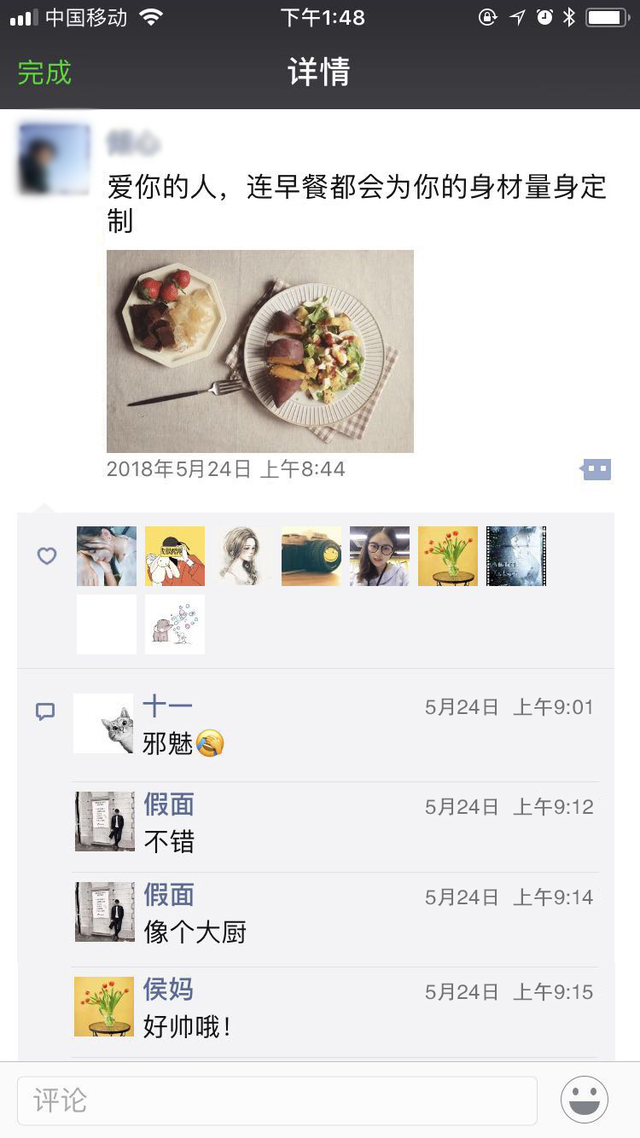 中国移动
下午1:48
完成
详情
爱你的人，连早餐都会为你的身材量身定
制
2018年5月24日 上午8:44
十一
5月24日 上午9:01
邪魅
假面
5月24日 上午9:12
不错
假面
5月24日 上午9:14
像个大厨
侯妈
5月24日 上午9:15
好帅哦！
评论